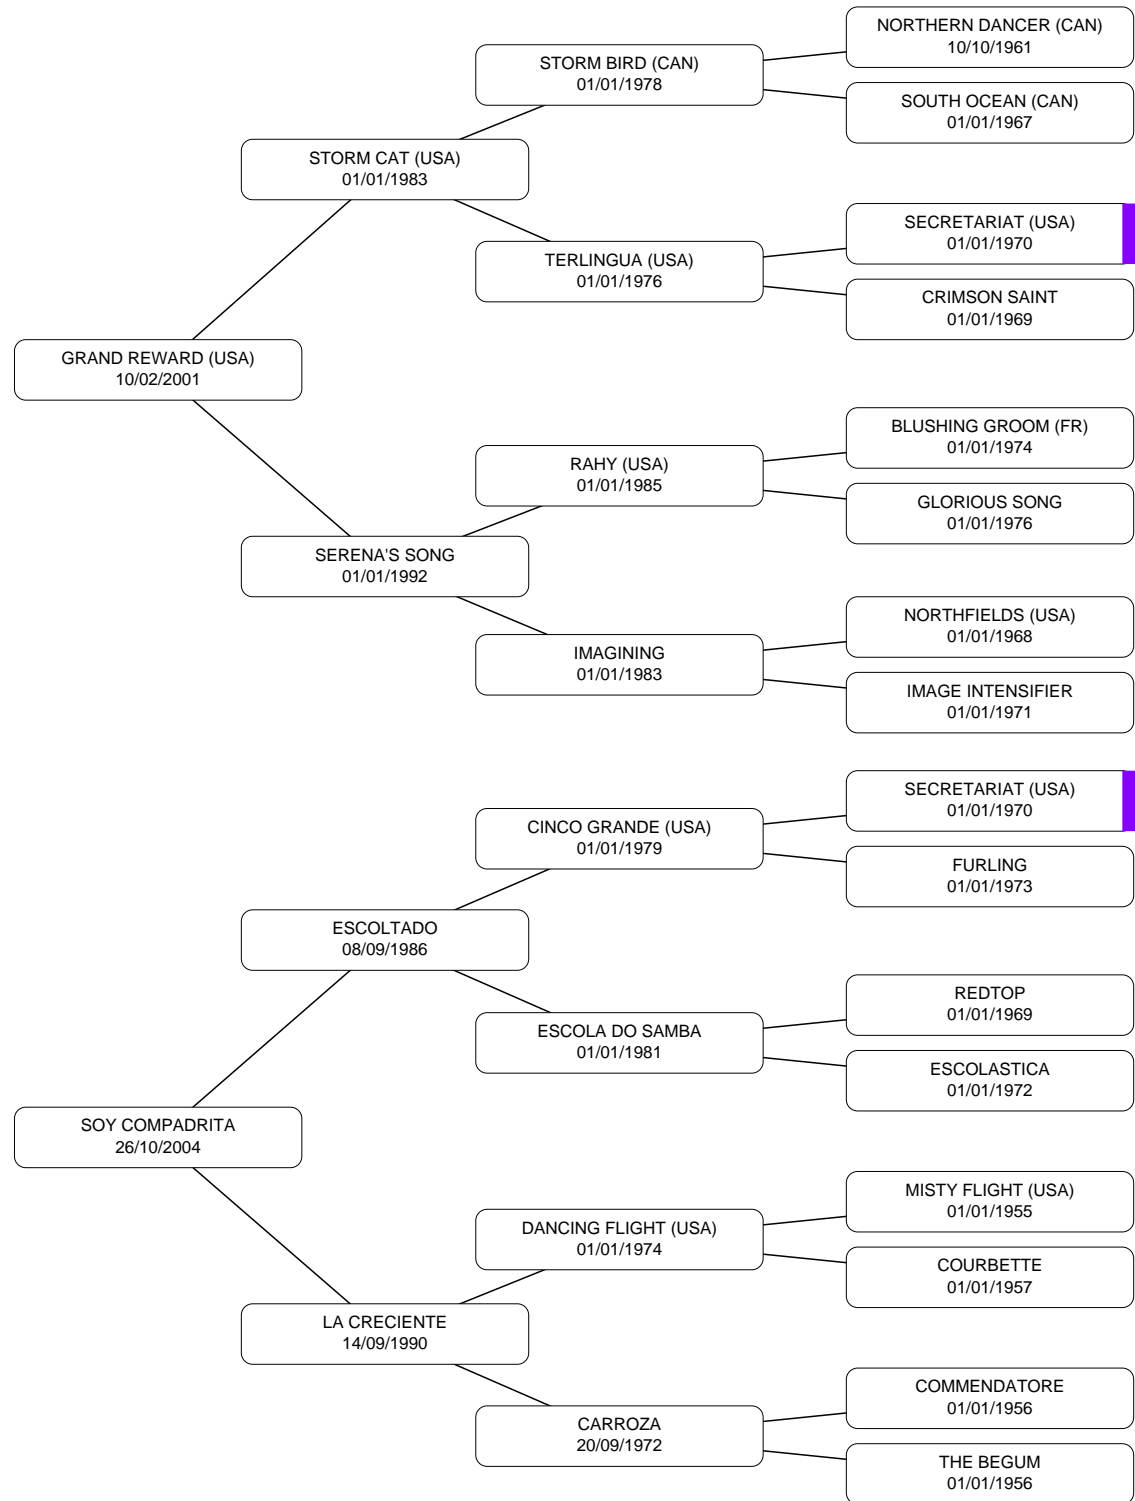 NORTHERN DANCER (CAN)
10/10/1961
STORM BIRD (CAN)
01/01/1978
SOUTH OCEAN (CAN)
01/01/1967
STORM CAT (USA)
01/01/1983
SECRETARIAT (USA)
01/01/1970
TERLINGUA (USA)
01/01/1976
CRIMSON SAINT
01/01/1969
GRAND REWARD (USA)
10/02/2001
BLUSHING GROOM (FR)
01/01/1974
RAHY (USA)
01/01/1985
GLORIOUS SONG
01/01/1976
SERENA'S SONG
01/01/1992
NORTHFIELDS (USA)
01/01/1968
IMAGINING
01/01/1983
IMAGE INTENSIFIER
01/01/1971
SECRETARIAT (USA)
01/01/1970
CINCO GRANDE (USA)
01/01/1979
FURLING
01/01/1973
ESCOLTADO
08/09/1986
REDTOP
01/01/1969
ESCOLA DO SAMBA
01/01/1981
ESCOLASTICA
01/01/1972
SOY COMPADRITA
26/10/2004
MISTY FLIGHT (USA)
01/01/1955
DANCING FLIGHT (USA)
01/01/1974
COURBETTE
01/01/1957
LA CRECIENTE
14/09/1990
COMMENDATORE
01/01/1956
CARROZA
20/09/1972
THE BEGUM
01/01/1956